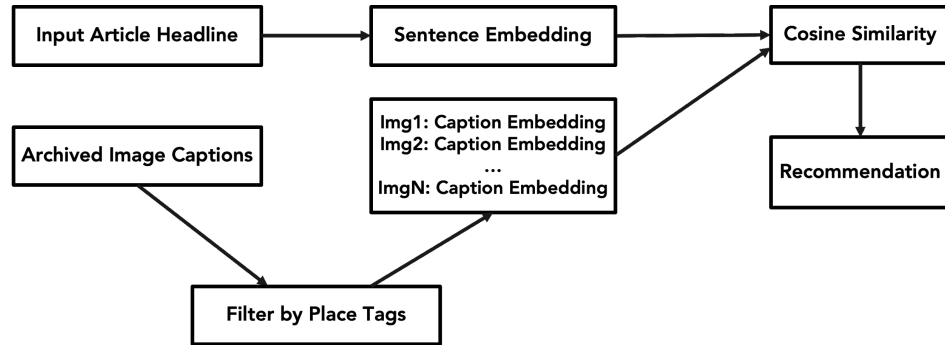 Input Article Headline
Sentence Embedding
Cosine Similarity
Archived Image Captions
Img1: Caption Embedding
Img2: Caption Embedding
...
ImgN: Caption Embedding
Recommendation
Filter by Place Tags